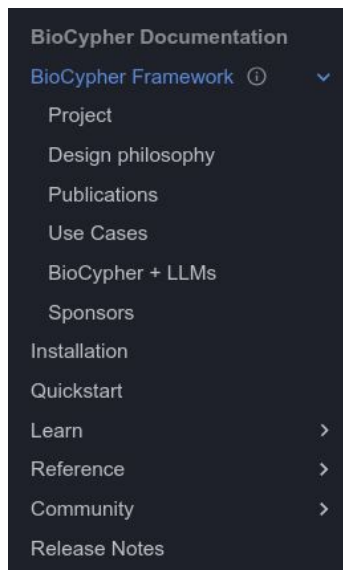 BioCypher Documentation
BioCypher Framework
Project
Design philosophy
Publications
Use Cases
BioCypher + LLMs
Sponsors
Installation
Quickstart
Learn
Reference
Community
Release Notes